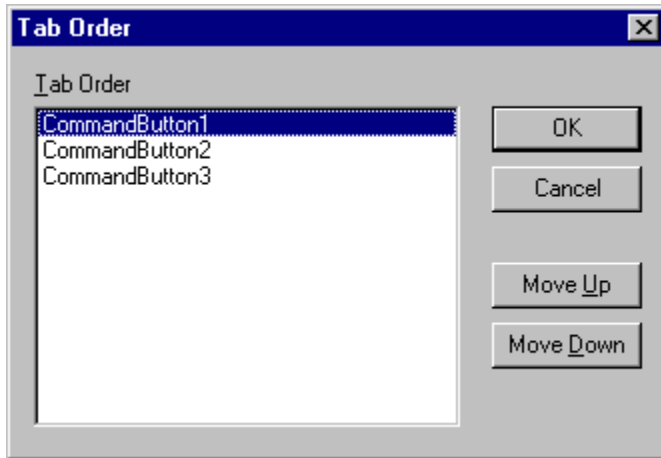 Tab Order
Tab Order
CommandButton1
CommandButton2
CommandButton3
OK
Cancel
Move Up
Move Down